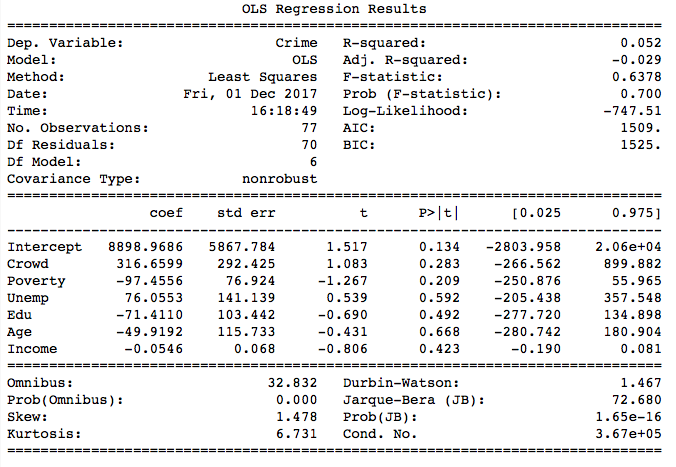 OLS Regression Results
==============================================================================
Dep. Variable: Crime R-squared: 0.052
Model: OLS Adj. R-squared: -0.029
Method: Least Squares F-statistic: 0.6378
Date: Fri, 01 Dec 2017 Prob (F-statistic): 0.700
Time: 16:18:49 Log-Likelihood: -747.51
No. Observations: 77 AIC: 1509.
Df Residuals: 70 BIC: 1525.
Df Model: 6
Covariance Type: nonrobust
==============================================================================
coef std err t P>|t| [0.025 0.975]
------------------------------------------------------------------------------
Intercept 8898.9686 5867.784 1.517 0.134 -2803.958 2.06e+04
Crowd 316.6599 292.425 1.083 0.283 -266.562 899.882
Poverty -97.4556 76.924 -1.267 0.209 -250.876 55.965
Unemp 76.0553 141.139 0.539 0.592 -205.438 357.548
Edu -71.4110 103.442 -0.690 0.492 -277.720 134.898
Age -49.9192 115.733 -0.431 0.668 -280.742 180.904
Income -0.0546 0.068 -0.806 0.423 -0.190 0.081
==============================================================================
Omnibus: 32.832 Durbin-Watson: 1.467
Prob(Omnibus): 0.000 Jarque-Bera (JB): 72.680
Skew: 1.478 Prob(JB): 1.65e-16
Kurtosis: 6.731 Cond. No. 3.67e+05
==============================================================================